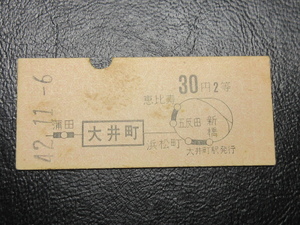 42.11.-6
30円2等
恵比寿
蒲田
大井町
五反田
新橋
浜松町
大井町駅発行